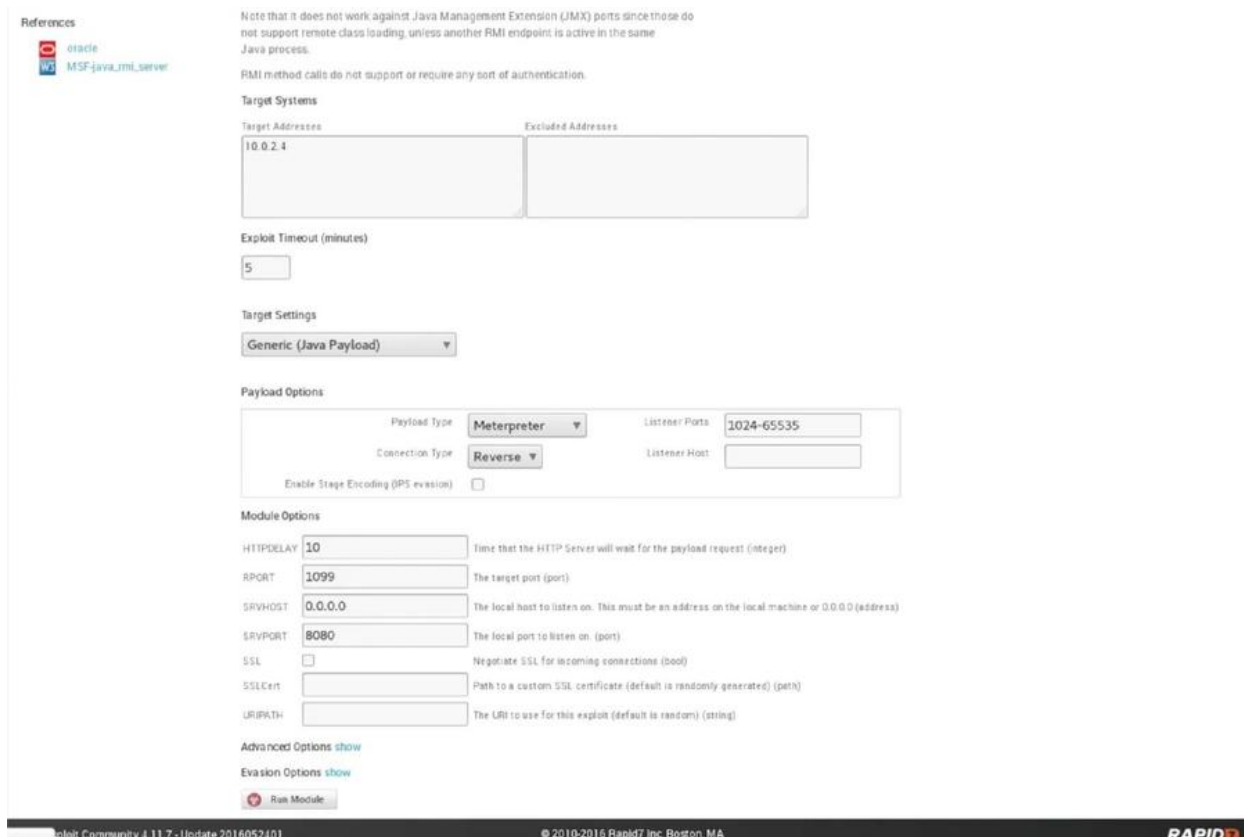 References
oracle
MSF-java_rmi_server
Note that it does not work against Java Management Extension (JMX) ports since those do
not support remote class loading, unless another RMI endpoint is active in the same
Java process.
RMI method calls do not support or require any sort of authentication.
Target Systems
Target Addresses Excluded Addresses
10.0.2.4
Exploit Timeout (minutes)
5
Target Settings
Generic (Java Payload)
Payload Options
Payload Type Meterpreter Listener Ports 1024-65535
Connection Type Reverse Listener Host
Enable Stage Encoding (IPS evasion)
Module Options
HTTPDELAY 10 Time that the HTTP Server will wait for the payload request (integer)
RPORT 1099 The target port (port)
SRVHOST 0.0.0.0 The local host to listen on. This must be an address on the local machine or 0.0.0.0 (address)
SRVPORT 8080 The local port to listen on. (port)
SSL Negotiate SSL for incoming connections (bool)
SSLCert Path to a custom SSL certificate (default is randomly generated) (path)
URIPATH The URI to use for this exploit (default is random) (string)
Advanced Options show
Evasion Options show
Run Module
ploit Community 4.11.7 - Update 2016052401 © 2010-2016 Rapid7 Inc. Boston, MA RAPID7